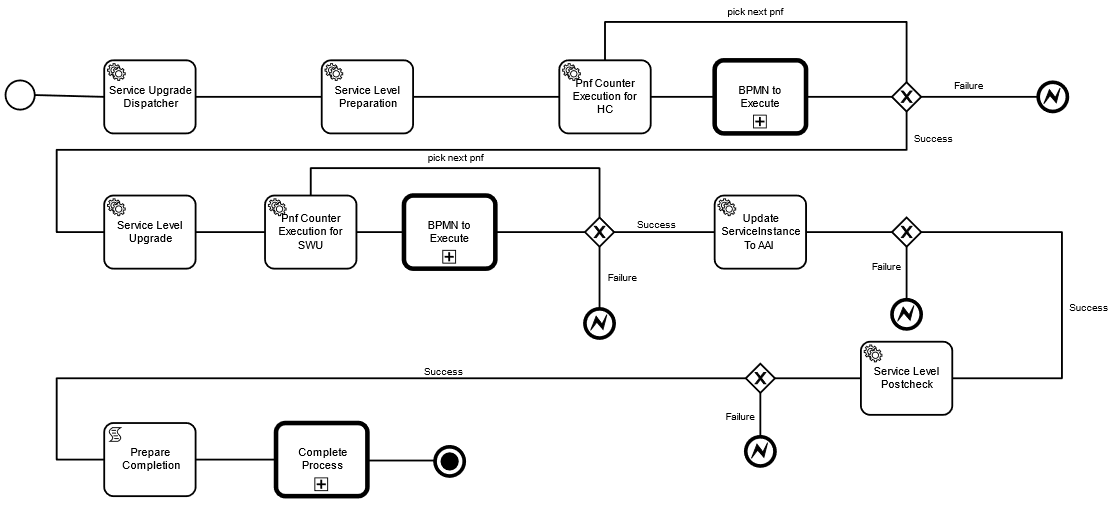 pick next pnf
Service Upgrade
Dispatcher
Service Level
Preparation
Pnf Counter
Execution for
HC
BPMN to
Execute
Failure
Success
pick next pnf
Service Level
Upgrade
Pnf Counter
Execution for
SWU
BPMN to
Execute
Success
Failure
Update
ServiceInstance
To AAI
Failure
Success
Service Level
Postcheck
Success
Failure
Prepare
Completion
Complete
Process